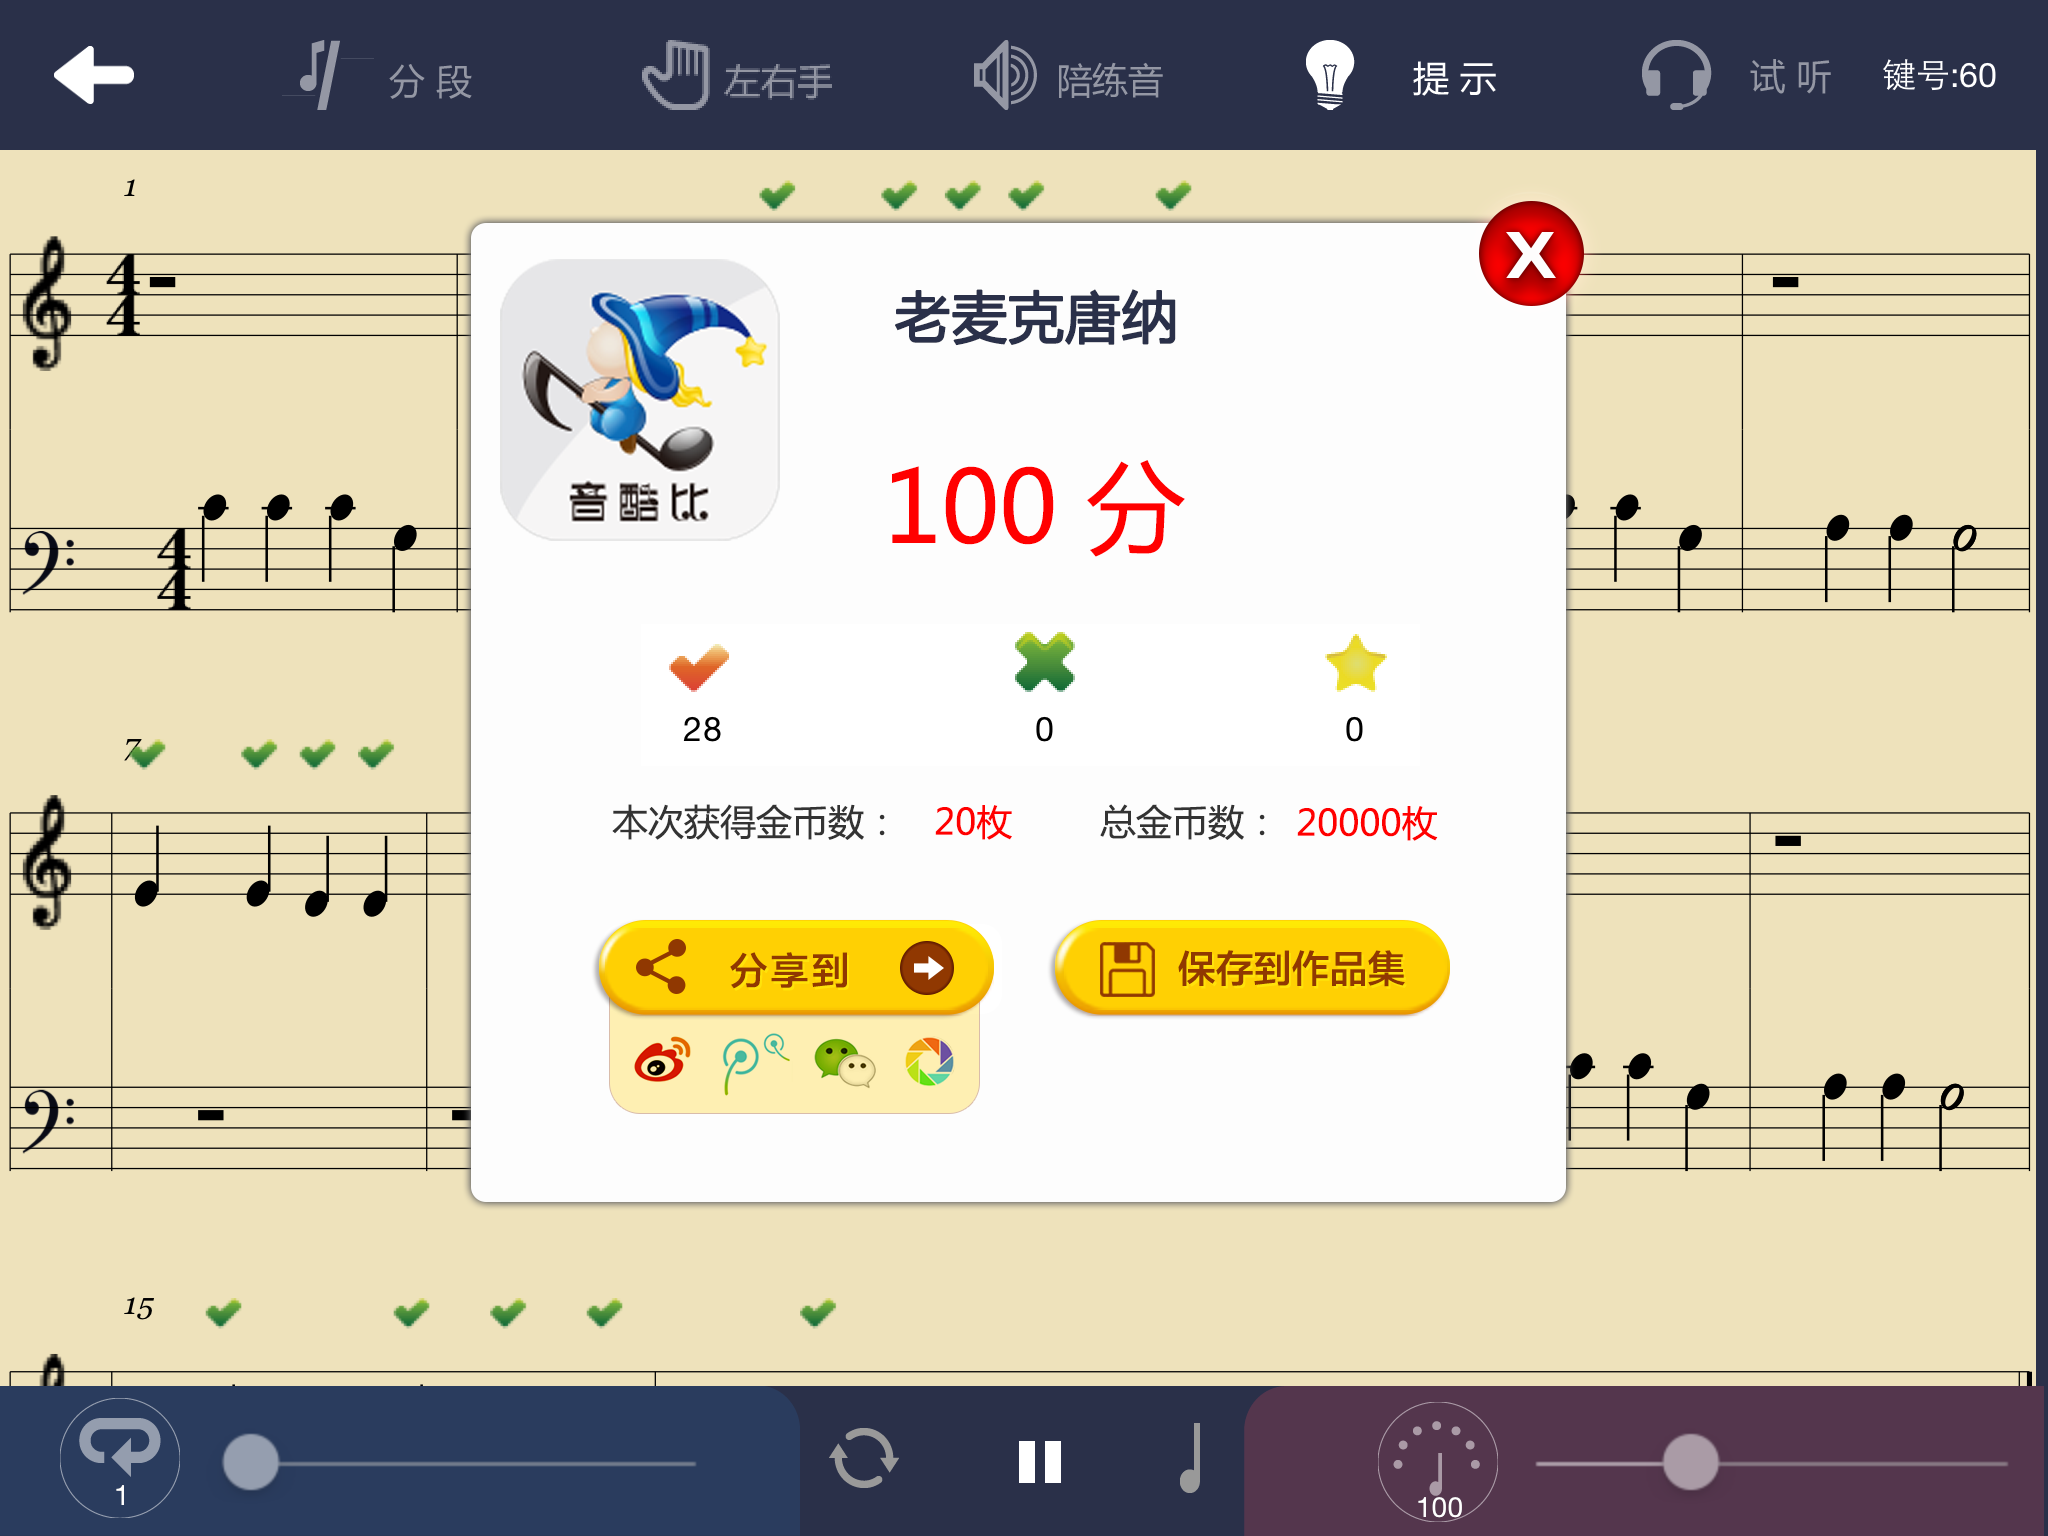 分段
左右手
陪练音
提示
试听
键号:60
1
4
4
X
音酷比
老麦克唐纳
100 分
4
4
28
0
0
7
本次获得金币数： 20枚
总金币数： 20000枚
分享到
保存到作品集
15
1
100